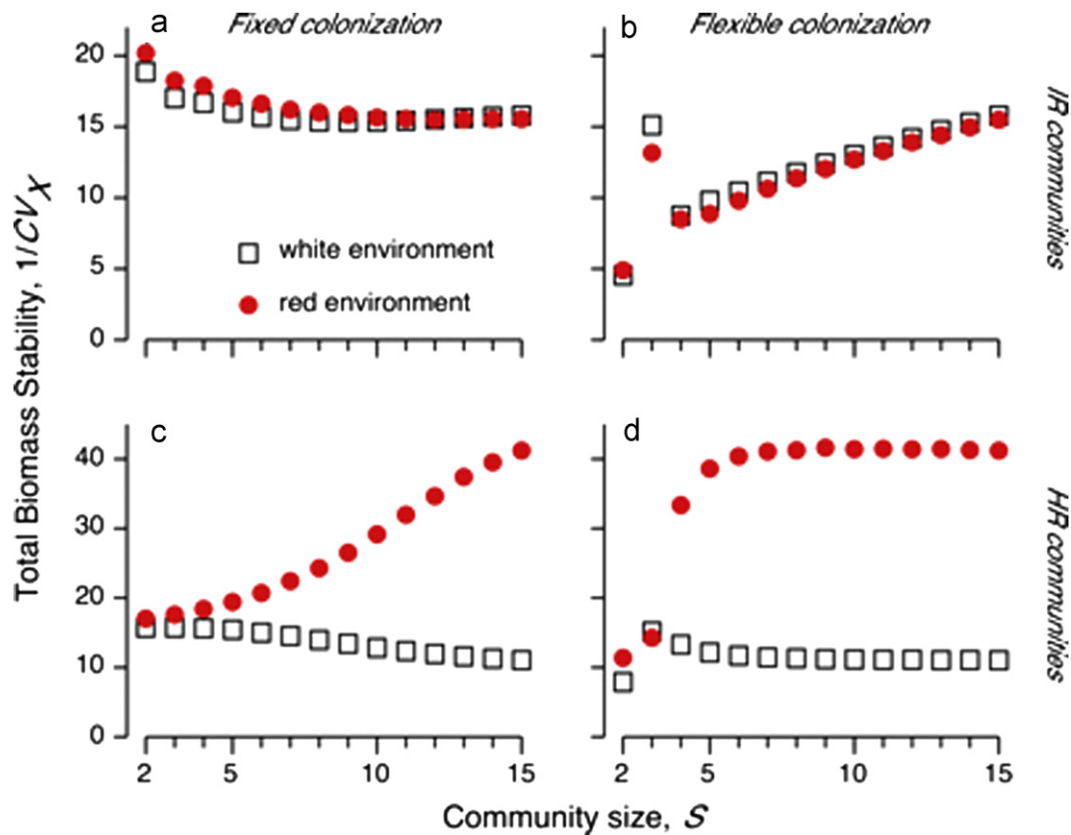 a
Fixed colonization
b
Flexible colonization
20
15
10
5
0
white environment
red environment
IR communities
Total Biomass Stability, 1/CVX
c
d
40
30
20
10
0
HR communities
2
5
10
15
2
5
10
15
Community size, S